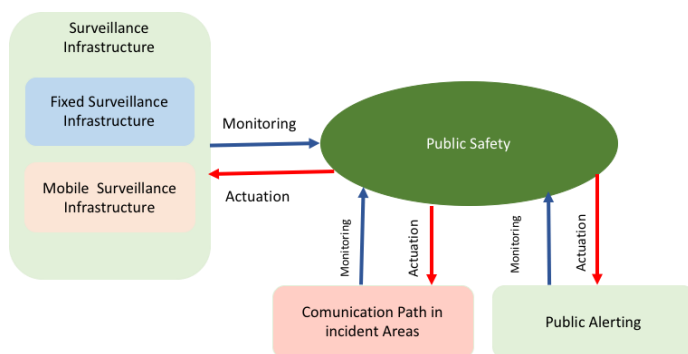 Surveillance
Infrastructure
Fixed Surveillance
Infrastructure
Mobile Surveillance
Infrastructure
Monitoring
Actuation
Public Safety
Monitoring
Actuation
Monitoring
Actuation
Comunication Path in
incident Areas
Public Alerting